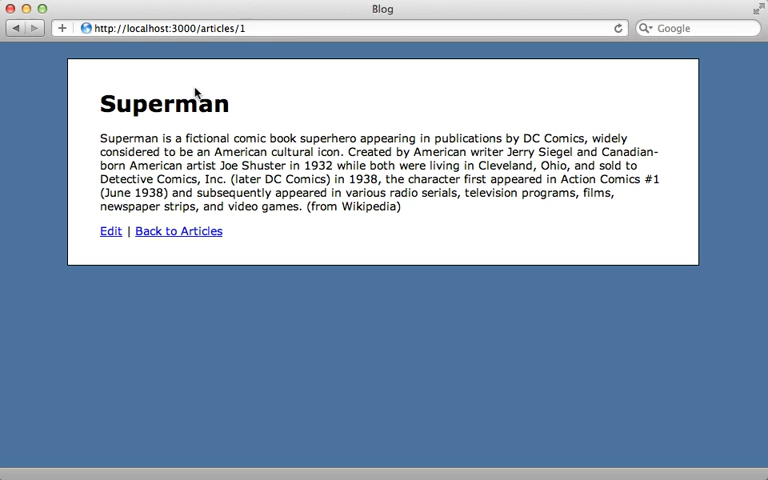 Blog
http://localhost:3000/articles/1
Google
Superman
Superman is a fictional comic book superhero appearing in publications by DC Comics, widely
considered to be an American cultural icon. Created by American writer Jerry Siegel and Canadian-
born American artist Joe Shuster in 1932 while both were living in Cleveland, Ohio, and sold to
Detective Comics, Inc. (later DC Comics) in 1938, the character first appeared in Action Comics #1
(June 1938) and subsequently appeared in various radio serials, television programs, films,
newspaper strips, and video games. (from Wikipedia)
Edit | Back to Articles